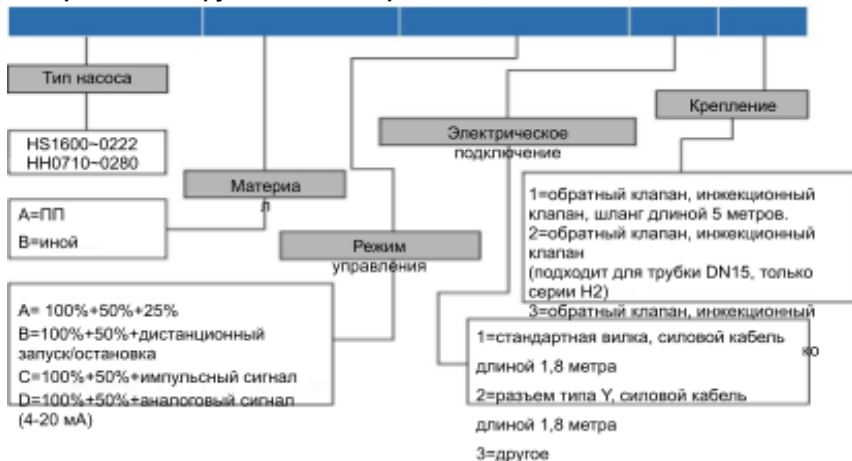 Тип насоса
HS1600~0222
HH0710~0280
Материа
л
A=ПП
B=иной
Режим
управления
A= 100%+50%+25%
B=100%+50%+дистанционный
запуск/остановка
C=100%+50%+импульсный сигнал
D=100%+50%+аналоговый сигнал
(4-20 мА)
Электрическое
подключение
1=стандартная вилка, силовой кабель
длиной 1,8 метра
2=разъем типа Y, силовой кабель
длиной 1,8 метра
3=другое
Крепление
1=обратный клапан, инжекционный
клапан, шланг длиной 5 метров.
2=обратный клапан, инжекционный
клапан
(подходит для трубки DN15, только
серии H2)
3=обратный клапан, инжекционный
ко